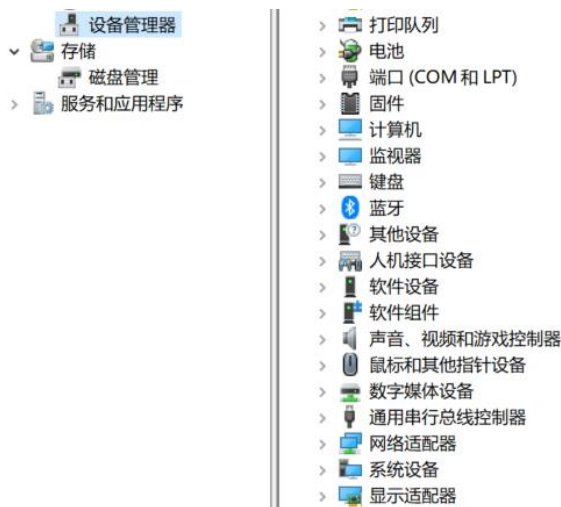 设备管理器
存储
磁盘管理
服务和应用程序
打印队列
电池
端口 (COM 和 LPT)
固件
计算机
监视器
键盘
蓝牙
其他设备
人机接口设备
软件设备
软件组件
声音、视频和游戏控制器
鼠标和其他指针设备
数字媒体设备
通用串行总线控制器
网络适配器
系统设备
显示适配器